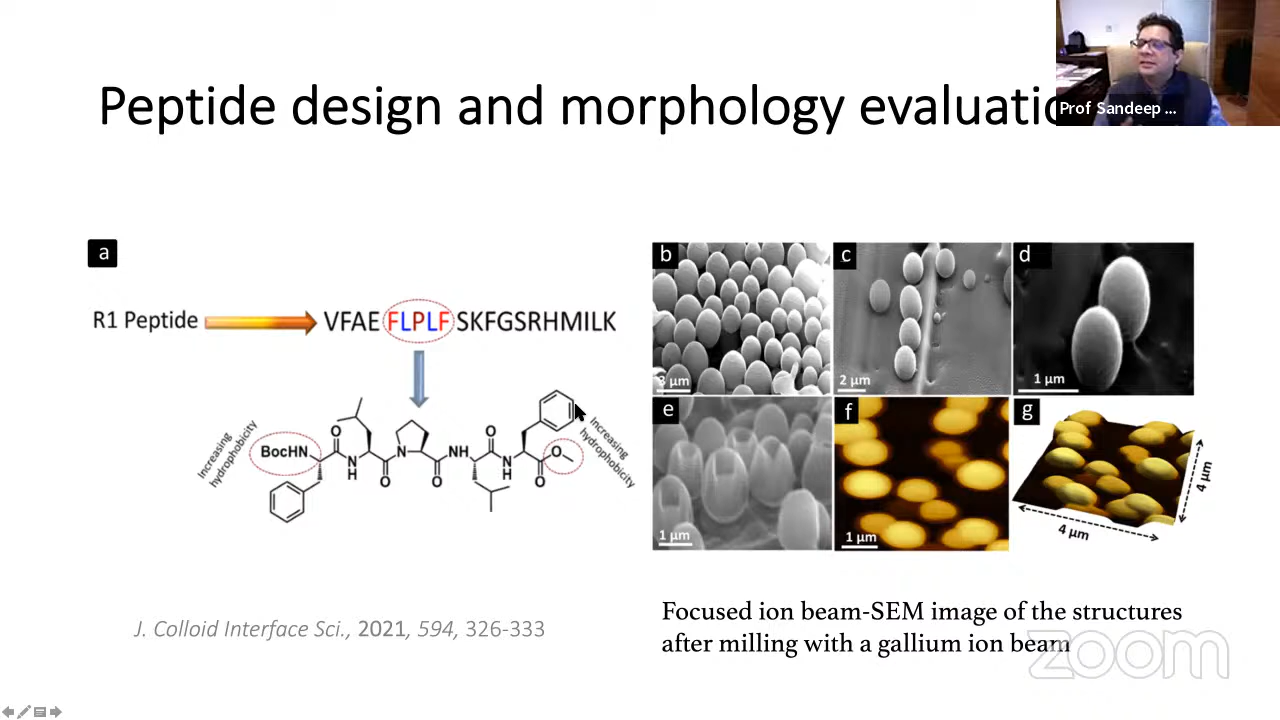 Peptide design and morphology evaluatio
Prof Sandeep ...
a
R1 Peptide
VFAE FLPLF SKFGSRHMILK
Increasing
hydrophobicity
BocHN
O
N
H
O
N
O
NH
O
N
H
O
O
Increasing
hydrophobicity
b
3 μm
c
2 μm
d
1 μm
e
1 μm
f
1 μm
g
4 μm
4 μm
J. Colloid Interface Sci., 2021, 594, 326-333
Focused ion beam-SEM image of the structures
after milling with a gallium ion beam
zoom